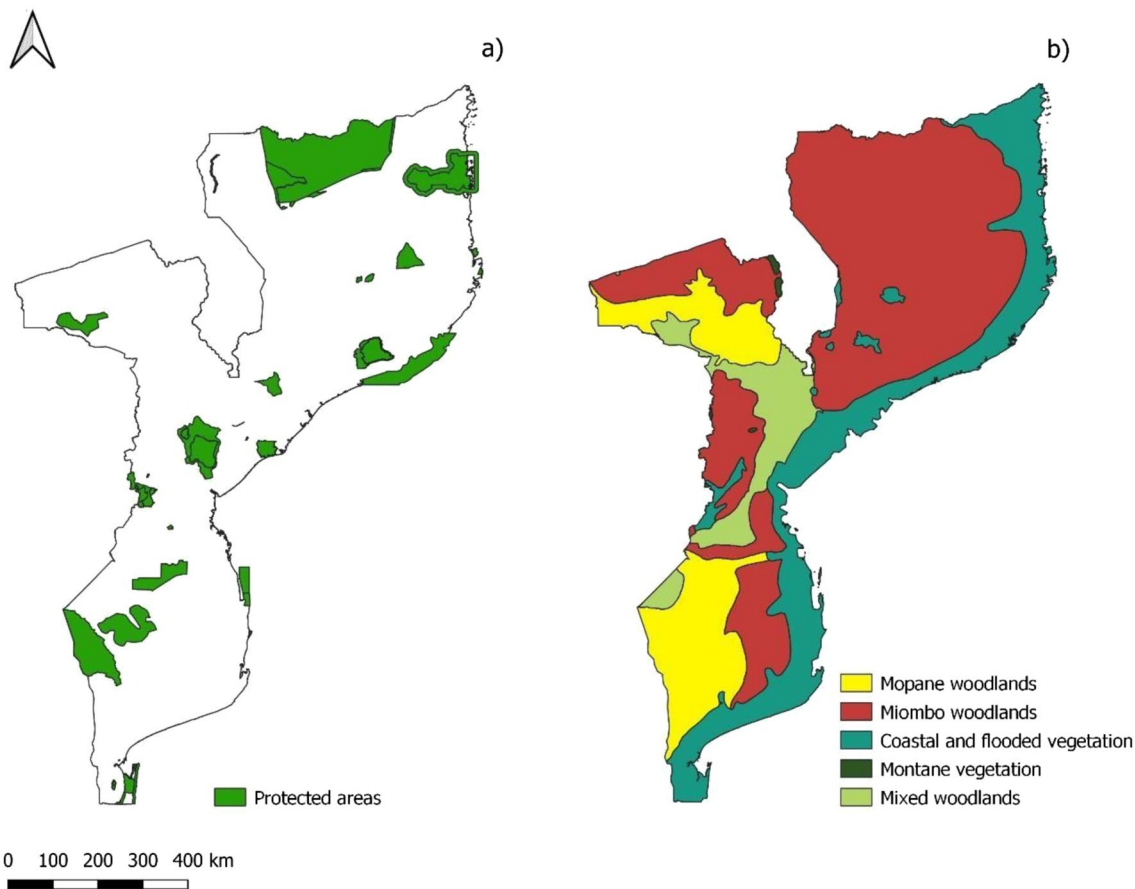 a)
b)
Protected areas
Mopane woodlands
Miombo woodlands
Coastal and flooded vegetation
Montane vegetation
Mixed woodlands
0 100 200 300 400 km